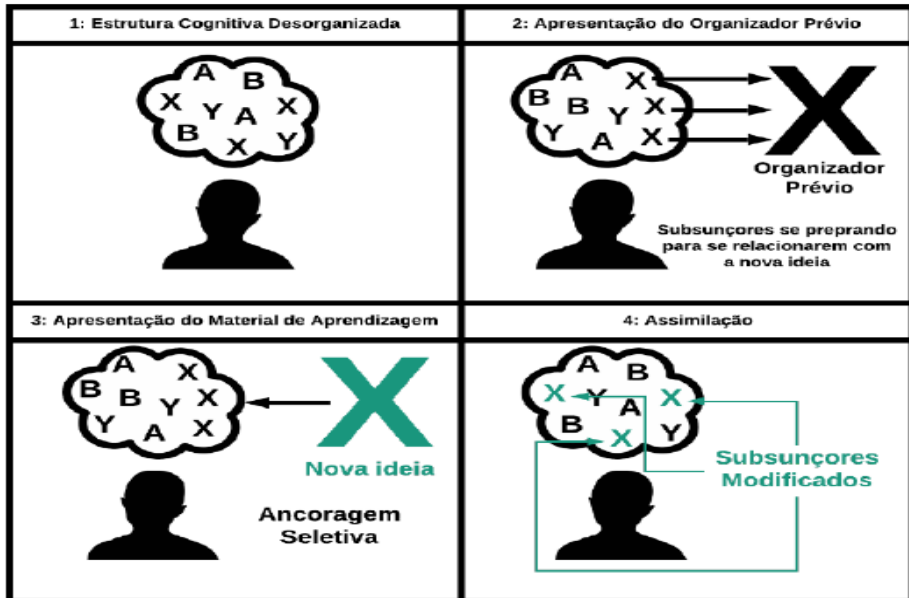 1: Estrutura Cognitiva Desorganizada
A
B
X
Y
A
X
B
X
Y
2: Apresentação do Organizador Prévio
A
X
B
B
Y
X
Y
A
X
X
Organizador
Prévio
Subsunçores se preprando
para se relacionarem com
a nova ideia
3: Apresentação do Material de Aprendizagem
A
X
B
B
Y
X
Y
A
X
X
Nova ideia
Ancoragem
Seletiva
4: Assimilação
A
B
X
Y
A
X
B
X
Y
Subsunçores
Modificados